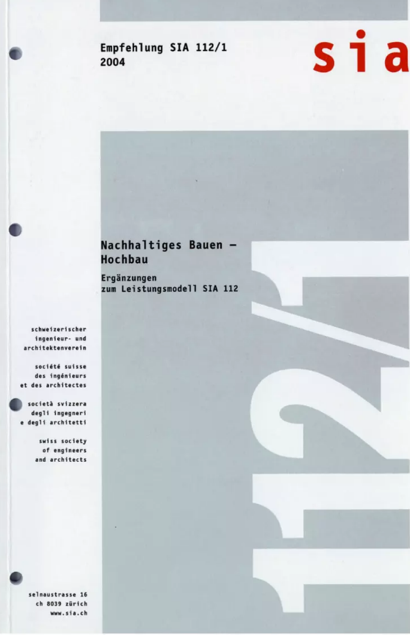 Empfehlung SIA 112/1
2004
sia
Nachhaltiges Bauen –
Hochbau
Ergänzungen
zum Leistungsmodell SIA 112
schweizerischer
ingenieur- und
architektenverein
société suisse
des ingénieurs
et des architectes
società svizzera
degli ingegneri
e degli architetti
swiss society
of engineers
and architects
selnaustrasse 16
ch 8039 zürich
www.sia.ch
112/1